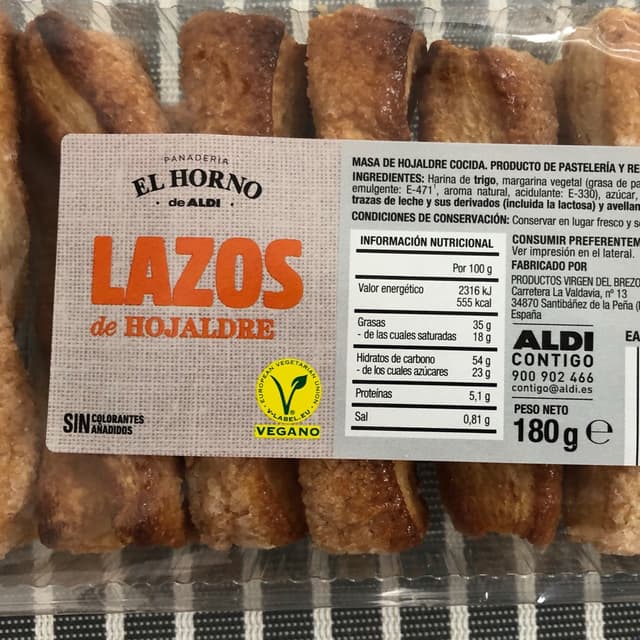 PANADERÍA
EL HORNO
• de ALDI •
LAZOS
de HOJALDRE
EUROPEAN VEGETARIAN UNION
V-LABEL.EU
VEGANO
SIN COLORANTES
AÑADIDOS
MASA DE HOJALDRE COCIDA. PRODUCTO DE PASTELERÍA Y RE
INGREDIENTES: Harina de trigo, margarina vegetal (grasa de pa
emulgente: E-471, aroma natural, acidulante: E-330), azúcar,
trazas de leche y sus derivados (incluida la lactosa) y avellan
CONDICIONES DE CONSERVACIÓN: Conservar en lugar fresco y s
INFORMACIÓN NUTRICIONAL
Por 100 g
Valor energético 2316 kJ
555 kcal
Grasas 35 g
- de las cuales saturadas 18 g
Hidratos de carbono 54 g
- de los cuales azúcares 23 g
Proteínas 5,1 g
Sal 0,81 g
CONSUMIR PREFERENTEM
Ver impresión en el lateral.
FABRICADO POR
PRODUCTOS VIRGEN DEL BREZO
Carretera La Valdavia, nº 13
34870 Santibáñez de la Peña (
España
ALDI
CONTIGO
900 902 466
contigo@aldi.es
PESO NETO
180 g e
EA